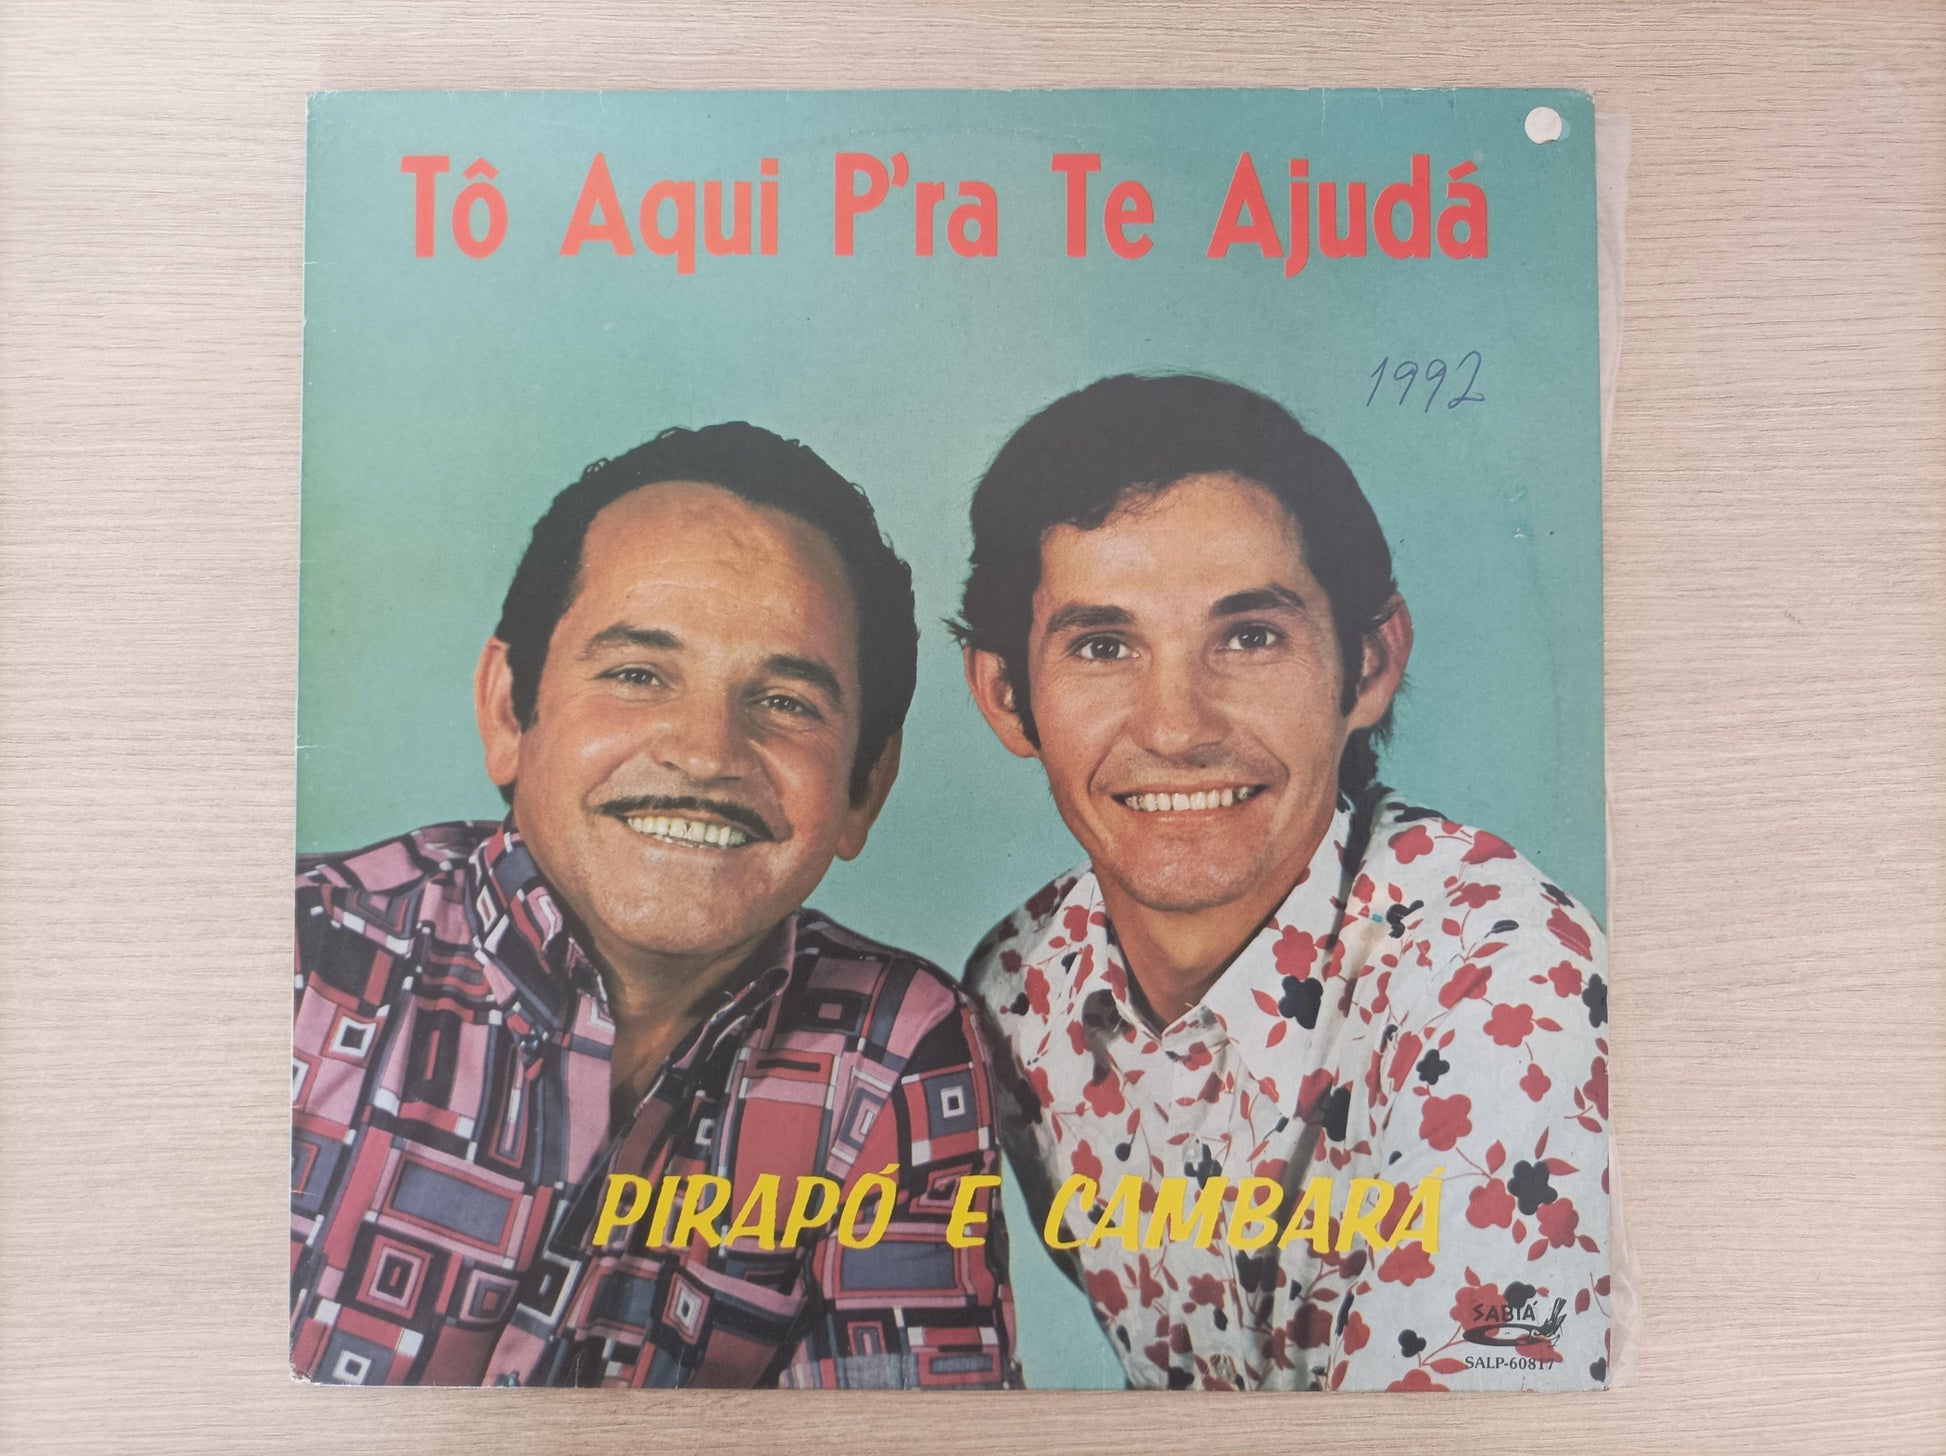 Tô Aqui P'ra Te Ajudá
1992
PIRAPÓ E CAMBARÁ
SABIÁ
SALP-60817